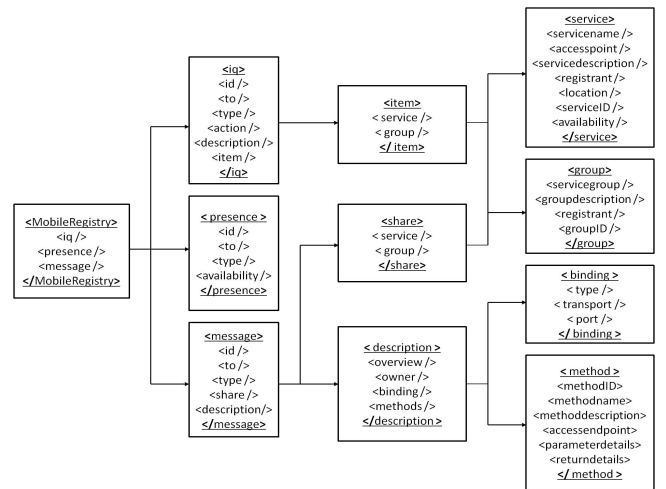 <MobileRegistry>
<iq />
<presence />
<message />
</MobileRegistry>
<iq>
<id />
<to />
<type />
<action />
<description />
<item />
</iq>
< presence >
<id />
<to />
<type />
<availability />
</presence>
<message>
<id />
<to />
<type />
<share />
<description/>
</message>
<item>
< service />
< group />
</ item>
<share>
< service />
< group />
</share>
< description >
<overview />
<owner />
<binding />
<methods />
</description >
<service>
<servicename />
<accesspoint />
<servicedescription />
<registrant />
<location />
<serviceID />
<availability />
</service>
<group>
<servicegroup />
<groupdescription />
<registrant />
<groupID />
</group>
< binding >
< type />
< transport />
< port />
</ binding >
< method >
<methodID />
<methodname />
<methoddescription />
<accessendpoint />
<parameterdetails />
<returndetails />
</ method >